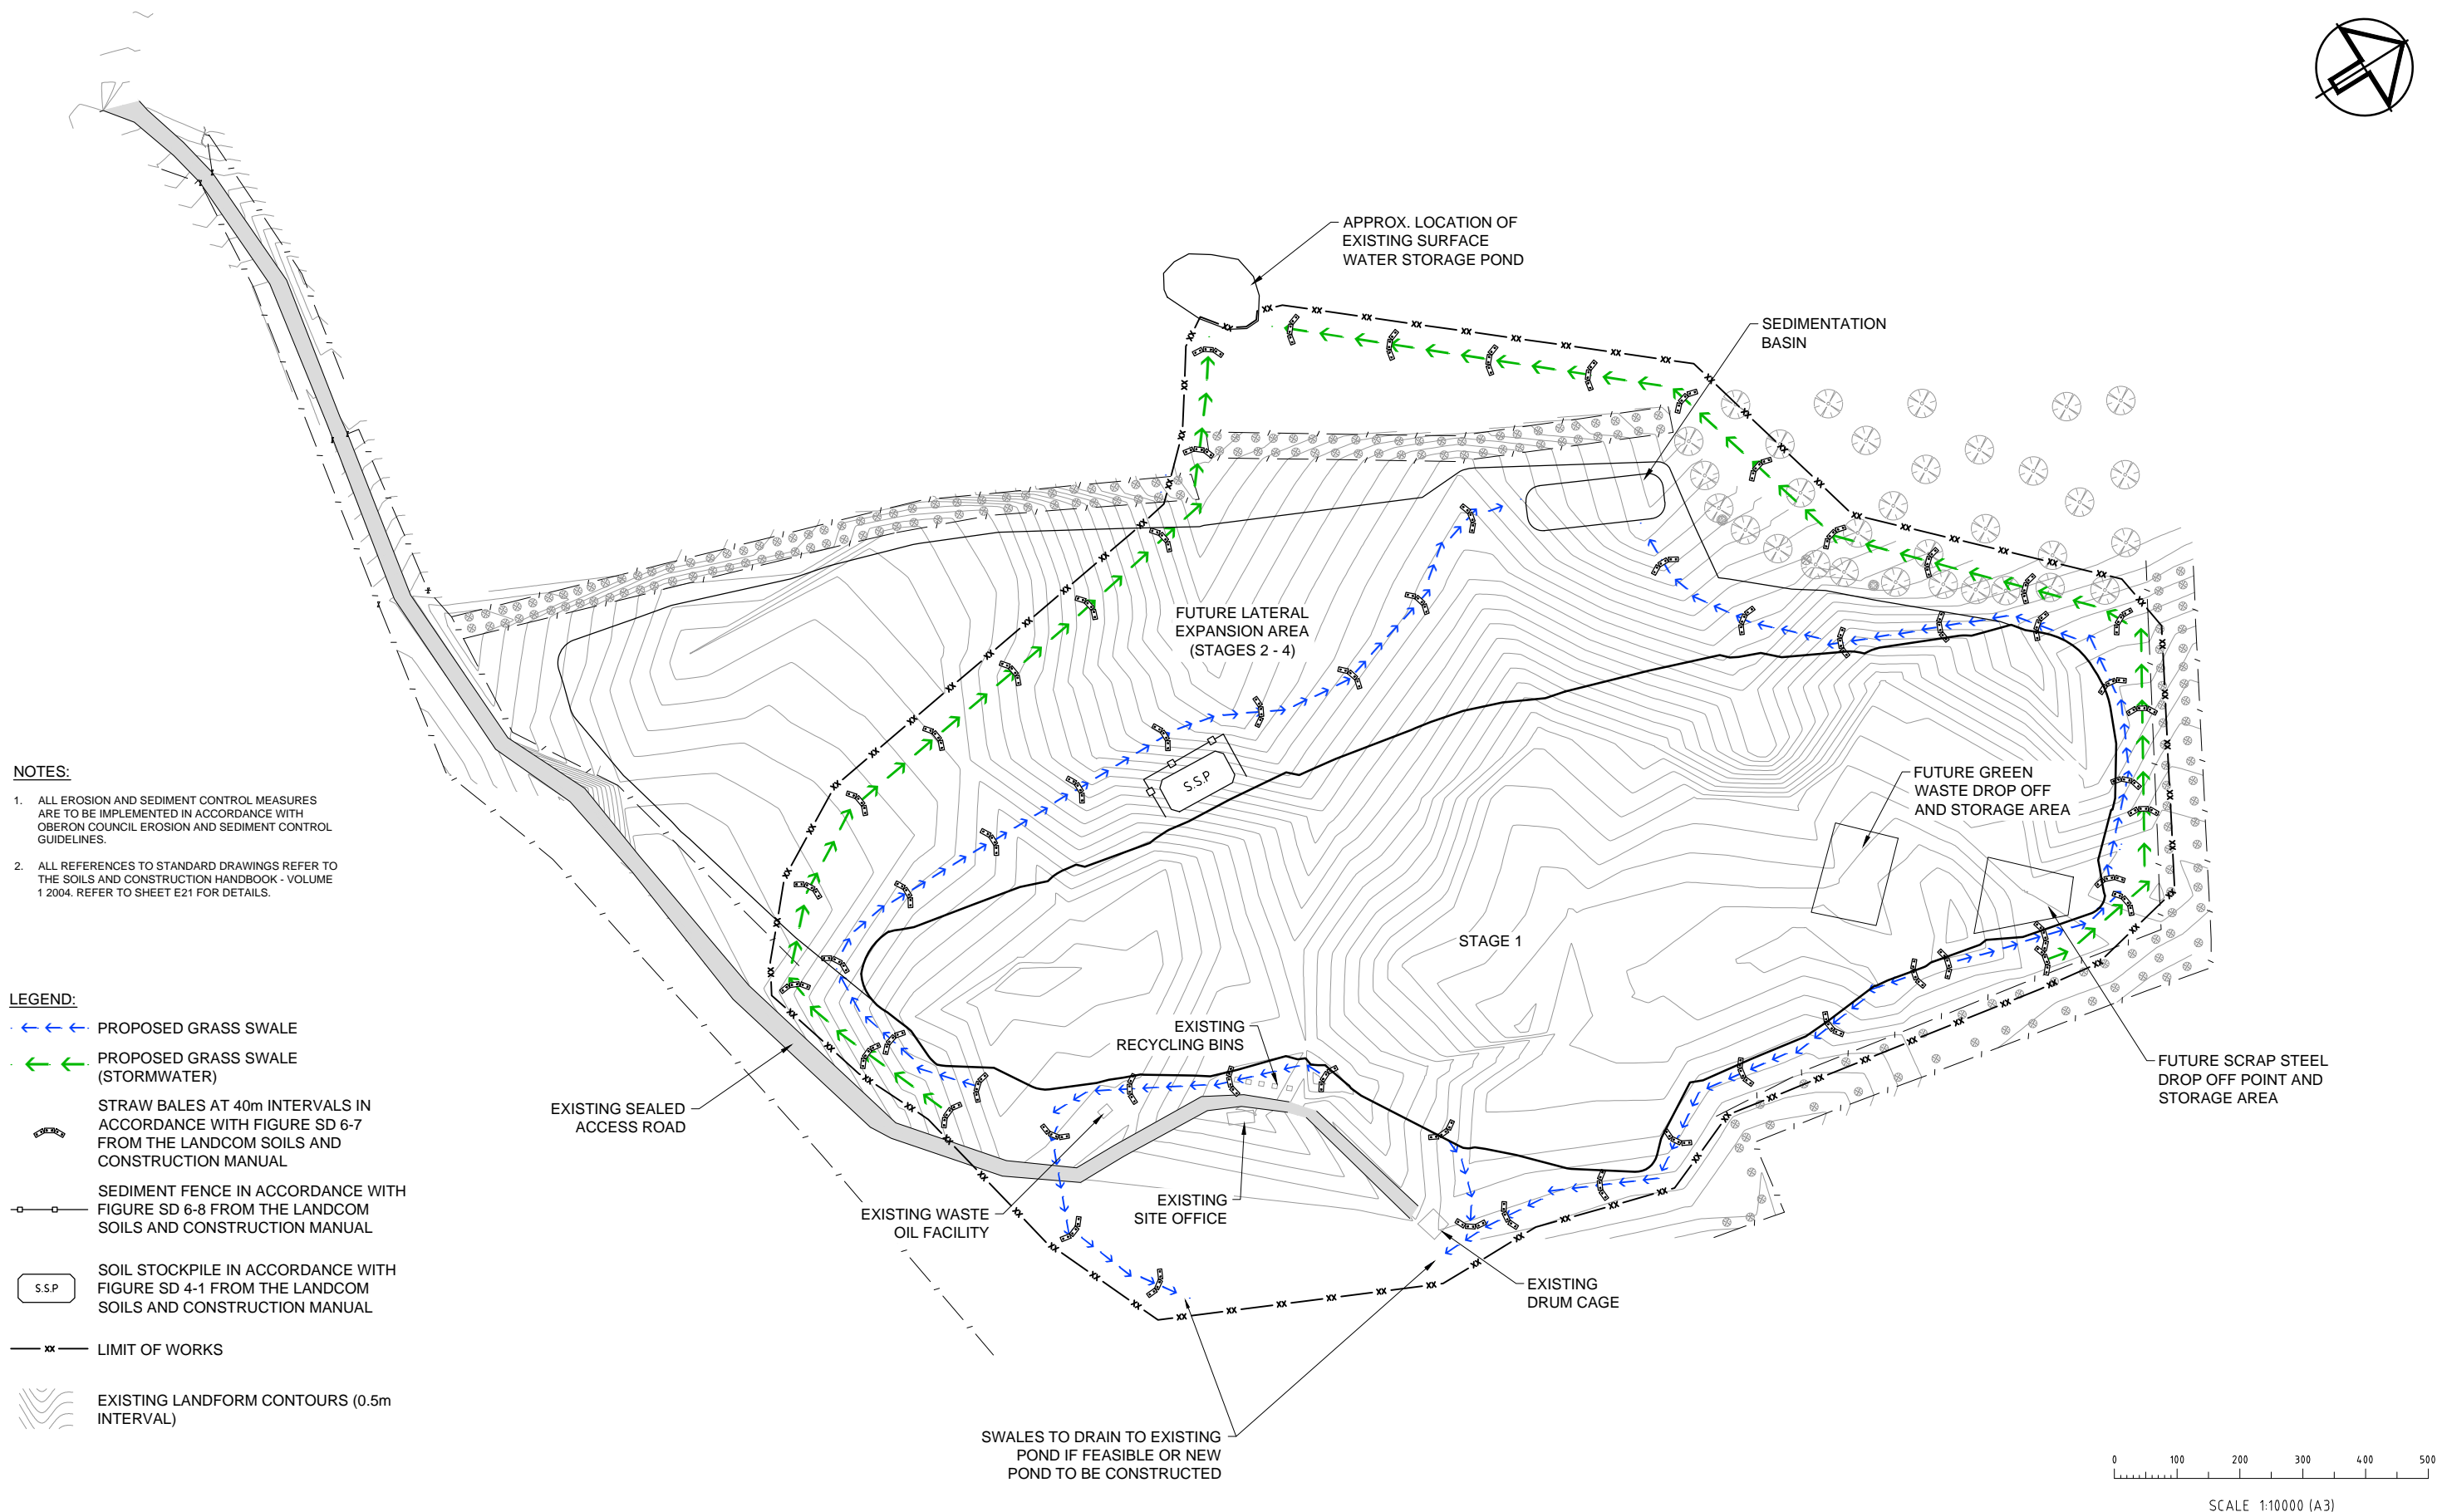 APPROX. LOCATION OF
EXISTING SURFACE
WATER STORAGE POND
SEDIMENTATION
BASIN
FUTURE LATERAL
EXPANSION AREA
(STAGES 2 - 4)
S.S.P
FUTURE GREEN
WASTE DROP OFF
AND STORAGE AREA
STAGE 1
EXISTING
RECYCLING BINS
FUTURE SCRAP STEEL
DROP OFF POINT AND
STORAGE AREA
EXISTING SEALED
ACCESS ROAD
EXISTING WASTE
OIL FACILITY
EXISTING
SITE OFFICE
EXISTING
DRUM CAGE
SWALES TO DRAIN TO EXISTING
POND IF FEASIBLE OR NEW
POND TO BE CONSTRUCTED
NOTES:
1. ALL EROSION AND SEDIMENT CONTROL MEASURES
ARE TO BE IMPLEMENTED IN ACCORDANCE WITH
OBERON COUNCIL EROSION AND SEDIMENT CONTROL
GUIDELINES.
2. ALL REFERENCES TO STANDARD DRAWINGS REFER TO
THE SOILS AND CONSTRUCTION HANDBOOK - VOLUME
1 2004. REFER TO SHEET E21 FOR DETAILS.
LEGEND:
PROPOSED GRASS SWALE
PROPOSED GRASS SWALE
(STORMWATER)
STRAW BALES AT 40m INTERVALS IN
ACCORDANCE WITH FIGURE SD 6-7
FROM THE LANDCOM SOILS AND
CONSTRUCTION MANUAL
SEDIMENT FENCE IN ACCORDANCE WITH
FIGURE SD 6-8 FROM THE LANDCOM
SOILS AND CONSTRUCTION MANUAL
S.S.P
SOIL STOCKPILE IN ACCORDANCE WITH
FIGURE SD 4-1 FROM THE LANDCOM
SOILS AND CONSTRUCTION MANUAL
XX LIMIT OF WORKS
EXISTING LANDFORM CONTOURS (0.5m
INTERVAL)
0 100 200 300 400 500
SCALE 1:10000 (A3)